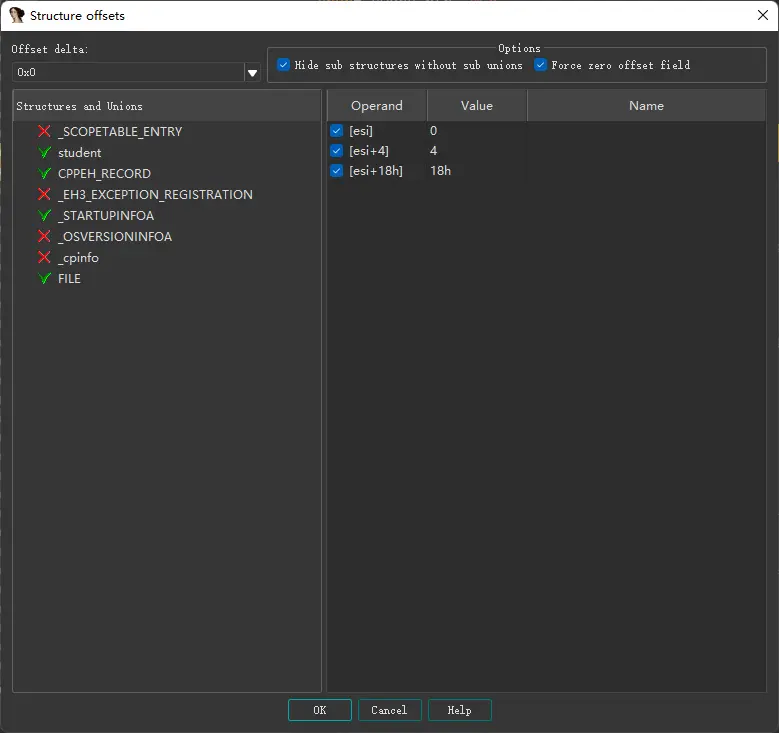 Structure offsets
Offset delta:
0x0
Options
Hide sub structures without sub unions
Force zero offset field
Structures and Unions
_SCOPETABLE_ENTRY
student
CPPEH_RECORD
_EH3_EXCEPTION_REGISTRATION
_STARTUPINFOA
_OSVERSIONINFOA
_cpinfo
FILE
Operand Value Name
[esi] 0
[esi+4] 4
[esi+18h] 18h
OK Cancel Help